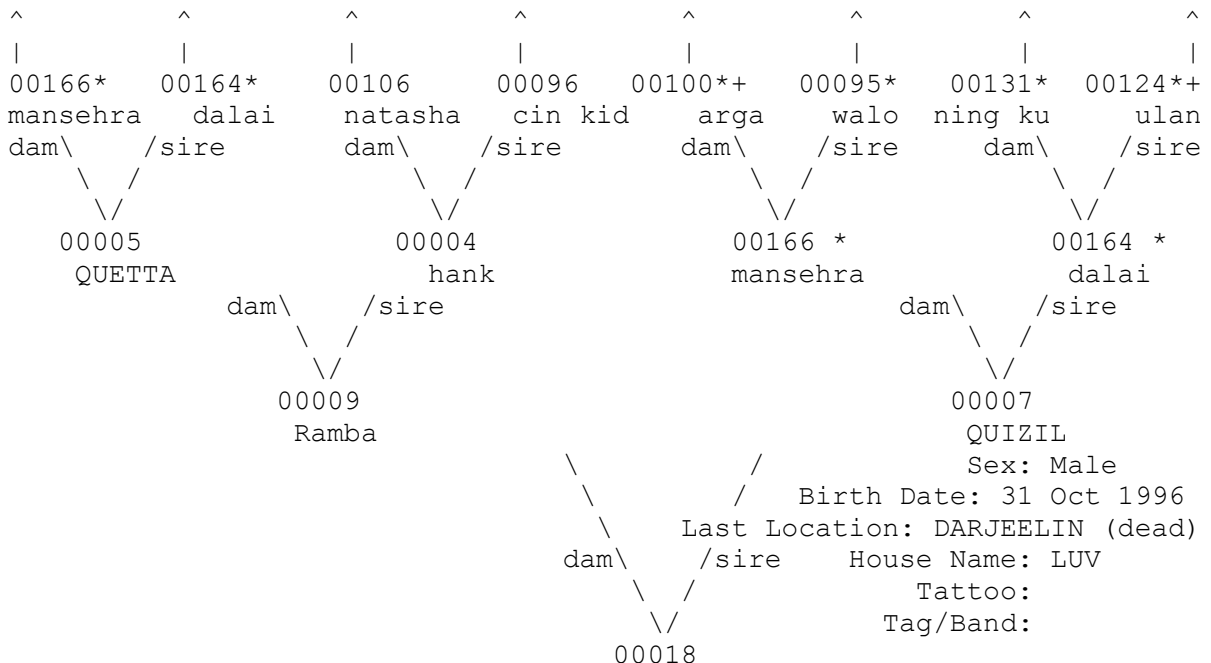 ^ ^ ^ ^ ^ ^ ^ ^
| | | | | | | |
00166* 00164* 00106 00096 00100*+ 00095* 00131* 00124*+
mansehra dalai natasha cin kid arga walo ning ku ulan
dam\ /sire dam\ /sire dam\ /sire dam\ /sire
\ / \ / \ / \ /
\/ \/ \/ \/
00005 00004 00166 * 00164 *
QUETTA hank mansehra dalai
dam\ /sire dam\ /sire
\ / \ /
\/ \/
00009 00007
Ramba QUIZIL
\ / Sex: Male
\ / Birth Date: 31 Oct 1996
\ Last Location: DARJEELIN (dead)
dam\ /sire House Name: LUV
\ / Tattoo:
\/ Tag/Band:
00018